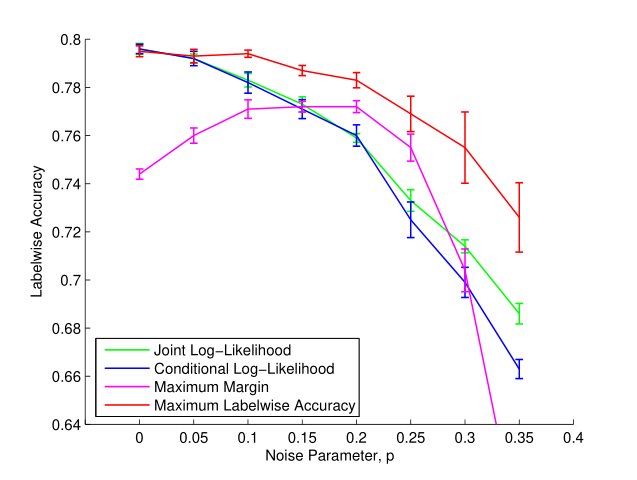 0.8
0.78
0.76
0.74
0.72
0.7
0.68
0.66
0.64
Labelwise Accuracy
Joint Log−Likelihood
Conditional Log−Likelihood
Maximum Margin
Maximum Labelwise Accuracy
0 0.05 0.1 0.15 0.2 0.25 0.3 0.35 0.4
Noise Parameter, p